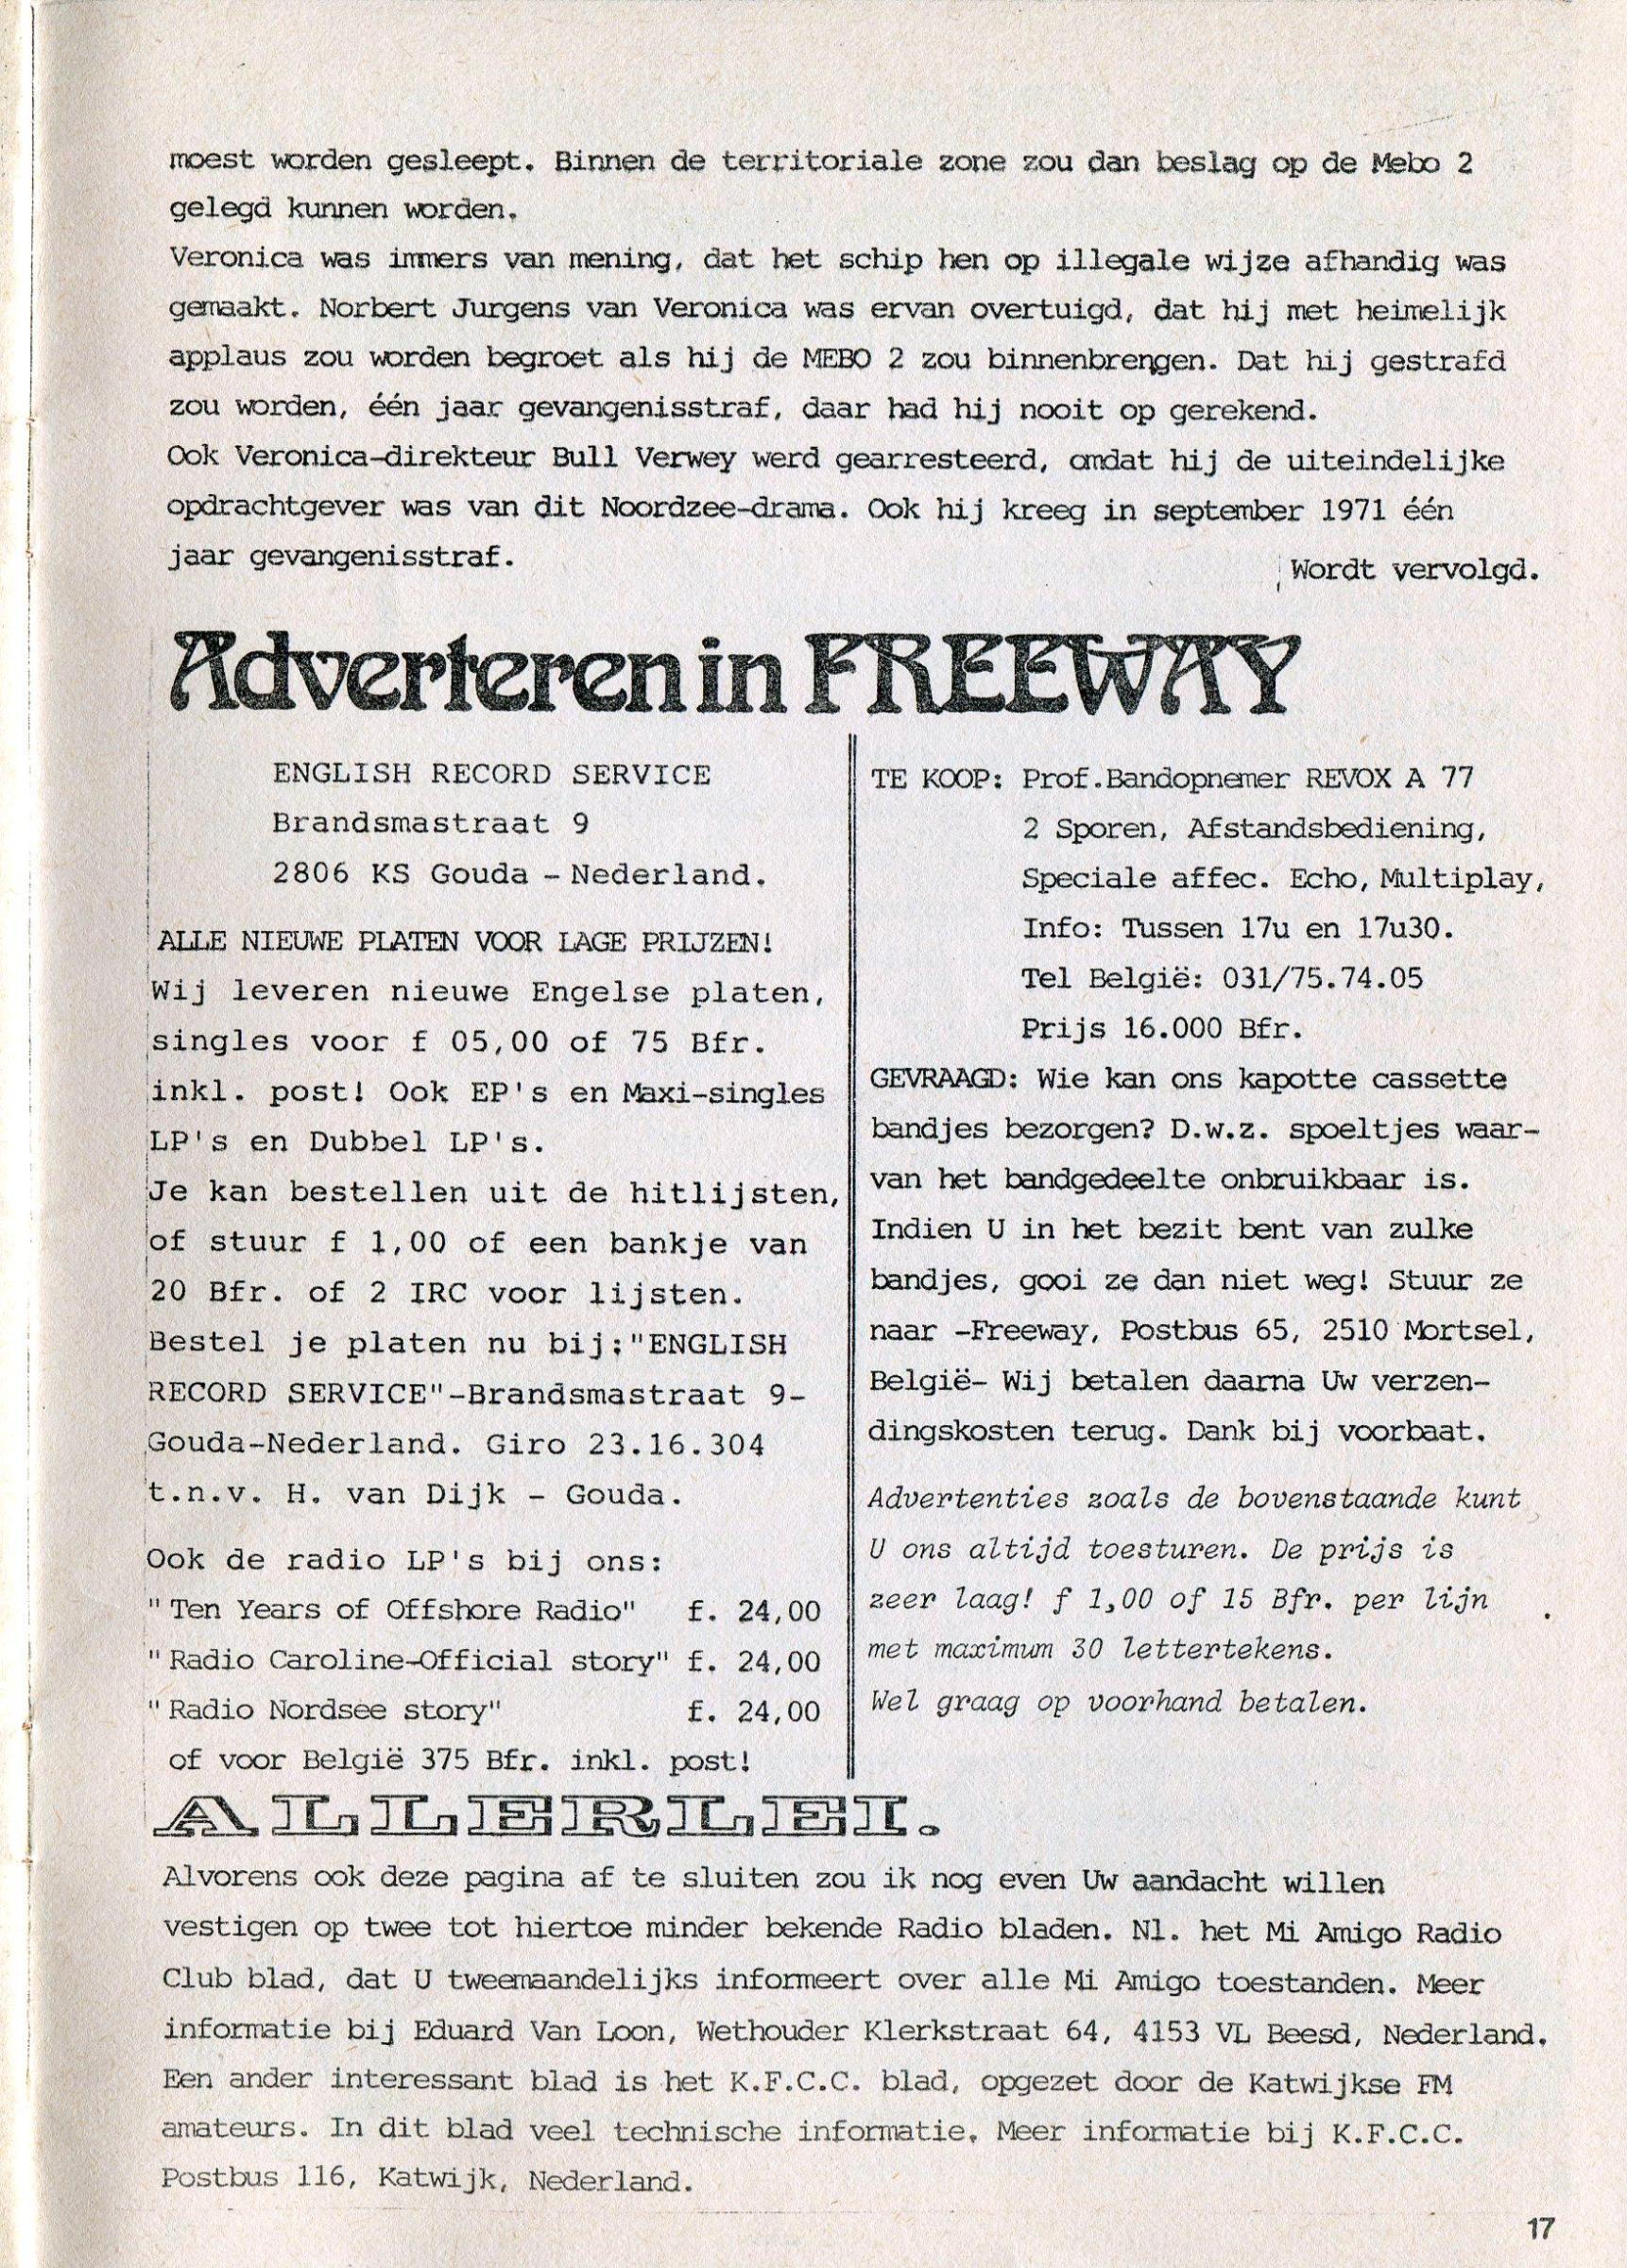 moest worden gesleept. Binnen de territoriale zone zou dan beslag op de Mebo 2
gelegd kunnen worden.
Veronica was immers van mening, dat het schip hen op illegale wijze afhandig was
gemaakt. Norbert Jurgens van Veronica was ervan overtuigd, dat hij met heimelijk
applaus zou worden begroet als hij de MEBO 2 zou binnenbrengen. Dat hij gestrafd
zou worden, één jaar gevangenisstraf, daar had hij nooit op gerekend.
Ook Veronica-direkteur Bull Verwey werd gearresteerd, omdat hij de uiteindelijke
opdrachtgever was van dit Noordzee-drama. Ook hij kreeg in september 1971 één
jaar gevangenisstraf.
Wordt vervolgd.
Adverteren in FREEWAY
ENGLISH RECORD SERVICE
Brandsmastraat 9
2806 KS Gouda - Nederland.
ALLE NIEUWE PLATEN VOOR LAGE PRIJZEN!
Wij leveren nieuwe Engelse platen,
singles voor f 05,00 of 75 Bfr.
inkl. post! Ook EP's en Maxi-singles
LP's en Dubbel LP's.
Je kan bestellen uit de hitlijsten,
of stuur f 1,00 of een bankje van
20 Bfr. of 2 IRC voor lijsten.
Bestel je platen nu bij:"ENGLISH
RECORD SERVICE"-Brandsmastraat 9-
Gouda-Nederland. Giro 23.16.304
t.n.v. H. van Dijk - Gouda.
Ook de radio LP's bij ons:
"Ten Years of Offshore Radio" f. 24,00
"Radio Caroline-Official story" f. 24,00
"Radio Nordsee story" f. 24,00
of voor België 375 Bfr. inkl. post!
TE KOOP: Prof.Bandopnemer REVOX A 77
2 Sporen, Afstandsbediening,
Speciale affec. Echo, Multiplay,
Info: Tussen 17u en 17u30.
Tel België: 031/75.74.05
Prijs 16.000 Bfr.
GEVRAAGD: Wie kan ons kapotte cassette
bandjes bezorgen? D.w.z. spoeltjes waar-
van het bandgedeelte onbruikbaar is.
Indien U in het bezit bent van zulke
bandjes, gooi ze dan niet weg! Stuur ze
naar -Freeway, Postbus 65, 2510 Mortsel,
België- Wij betalen daarna Uw verzen-
dingskosten terug. Dank bij voorbaat.
Advertenties zoals de bovenstaande kunt
U ons altijd toesturen. De prijs is
zeer laag! f 1,00 of 15 Bfr. per lijn
met maximum 30 lettertekens.
Wel graag op voorhand betalen.
ALLERLEI.
Alvorens ook deze pagina af te sluiten zou ik nog even Uw aandacht willen
vestigen op twee tot hiertoe minder bekende Radio bladen. Nl. het Mi Amigo Radio
Club blad, dat U tweemaandelijks informeert over alle Mi Amigo toestanden. Meer
informatie bij Eduard Van Loon, Wethouder Klerkstraat 64, 4153 VL Beesd, Nederland.
Een ander interessant blad is het K.F.C.C. blad, opgezet door de Katwijkse FM
amateurs. In dit blad veel technische informatie. Meer informatie bij K.F.C.C.
Postbus 116, Katwijk, Nederland.
17